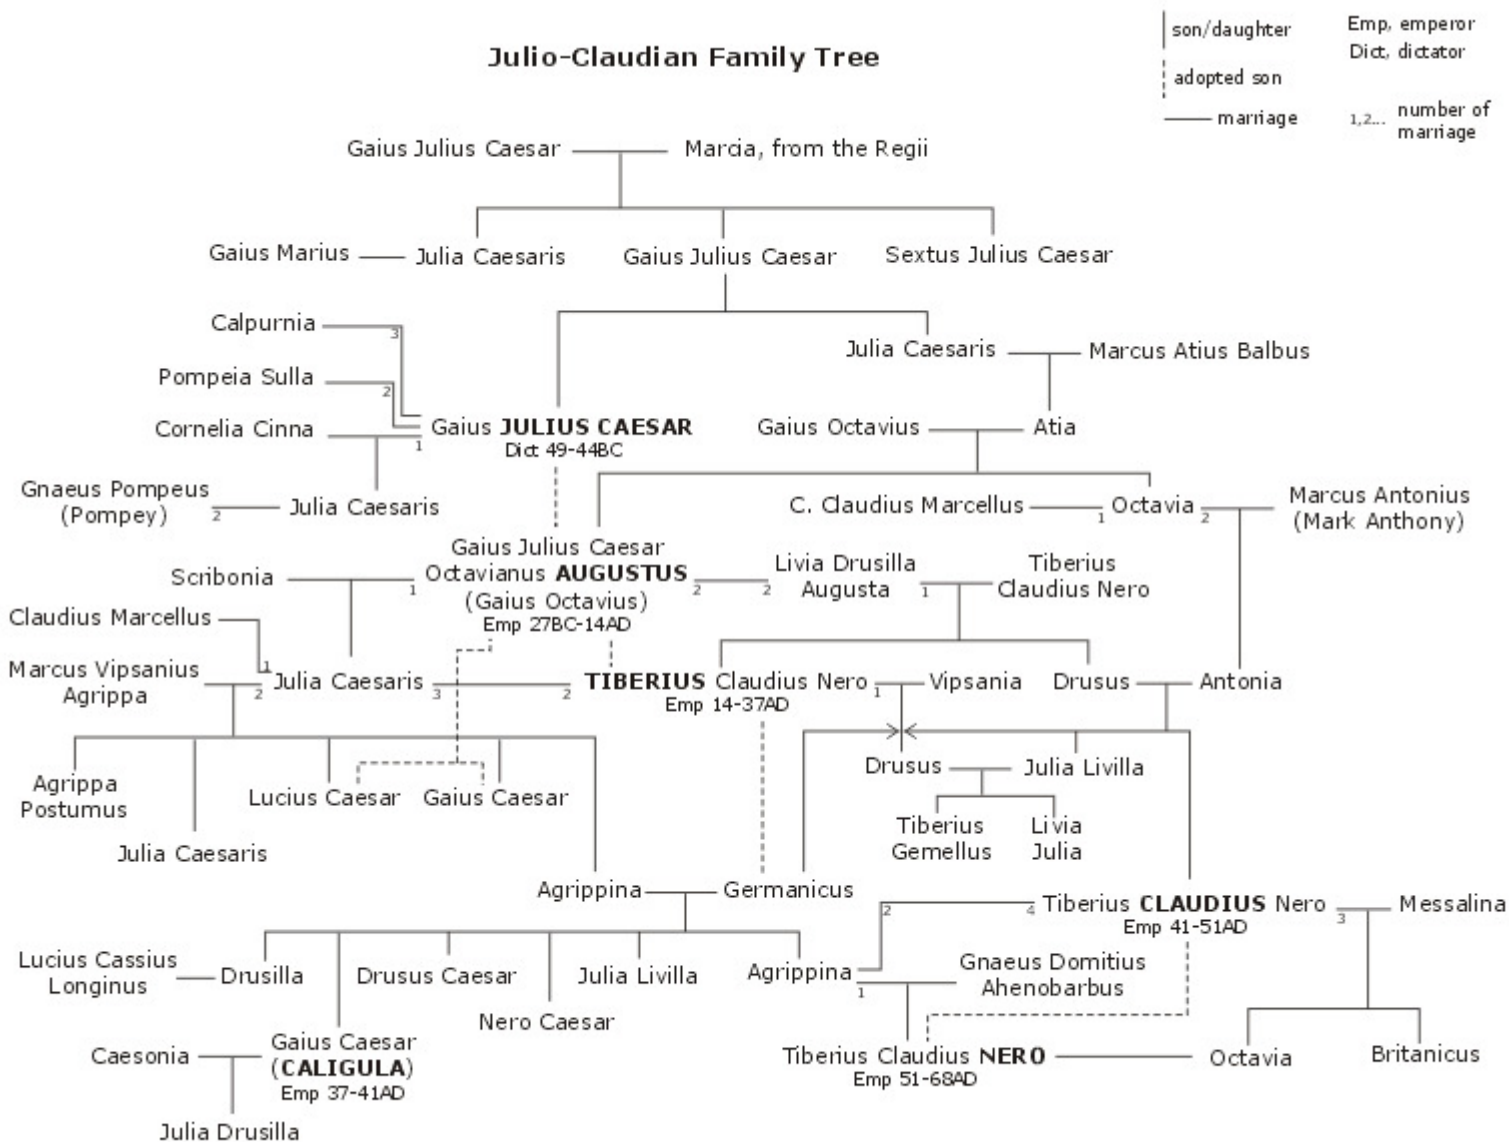 Julio-Claudian Family Tree
son/daughter
adopted son
marriage
Emp, emperor
Dict, dictator
1,2... number of
marriage
Gaius Julius Caesar
Marcia, from the Regii
Gaius Marius
Julia Caesaris
Gaius Julius Caesar
Sextus Julius Caesar
Calpurnia
3
Julia Caesaris
Marcus Atius Balbus
Pompeia Sulla
2
Cornelia Cinna
1
Gaius JULIUS CAESAR
Dict 49-44BC
Gaius Octavius
Atia
Gnaeus Pompeus
(Pompey)
2
Julia Caesaris
C. Claudius Marcellus
1
Octavia
2
Marcus Antonius
(Mark Anthony)
Scribonia
1
Gaius Julius Caesar
Octavianus AUGUSTUS
(Gaius Octavius)
Emp 27BC-14AD
2
2
Livia Drusilla
Augusta
1
Tiberius
Claudius Nero
Claudius Marcellus
1
Marcus Vipsanius
Agrippa
2
Julia Caesaris
3
2
TIBERIUS Claudius Nero
Emp 14-37AD
1
Vipsania
Drusus
Antonia
Agrippa
Postumus
Julia Caesaris
Lucius Caesar
Gaius Caesar
Drusus
Julia Livilla
Tiberius
Gemellus
Livia
Julia
Agrippina
Germanicus
2
4
Tiberius CLAUDIUS Nero
Emp 41-51AD
3
Messalina
Lucius Cassius
Longinus
Drusilla
Drusus Caesar
Julia Livilla
Agrippina
1
Gnaeus Domitius
Ahenobarbus
Nero Caesar
Caesonia
Gaius Caesar
(CALIGULA)
Emp 37-41AD
Tiberius Claudius NERO
Emp 51-68AD
Octavia
Britanicus
Julia Drusilla